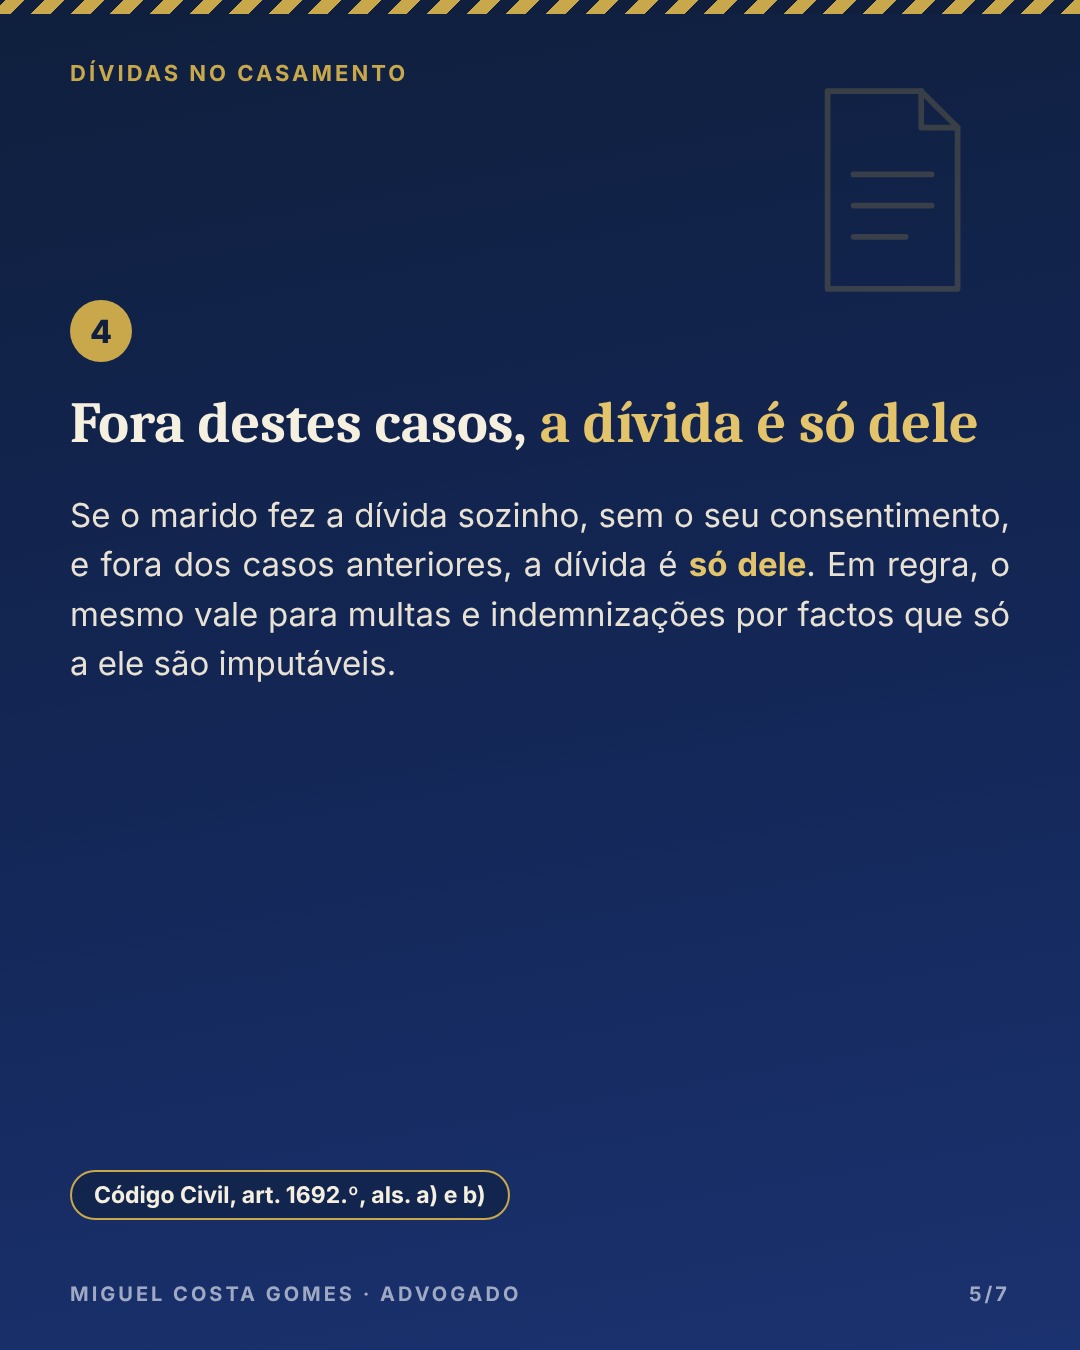 DÍVIDAS NO CASAMENTO
4
Fora destes casos, a dívida é só dele
Se o marido fez a dívida sozinho, sem o seu consentimento,
e fora dos casos anteriores, a dívida é só dele. Em regra, o
mesmo vale para multas e indemnizações por factos que só
a ele são imputáveis.
Código Civil, art. 1692.º, als. a) e b)
MIGUEL COSTA GOMES · ADVOGADO
5/7